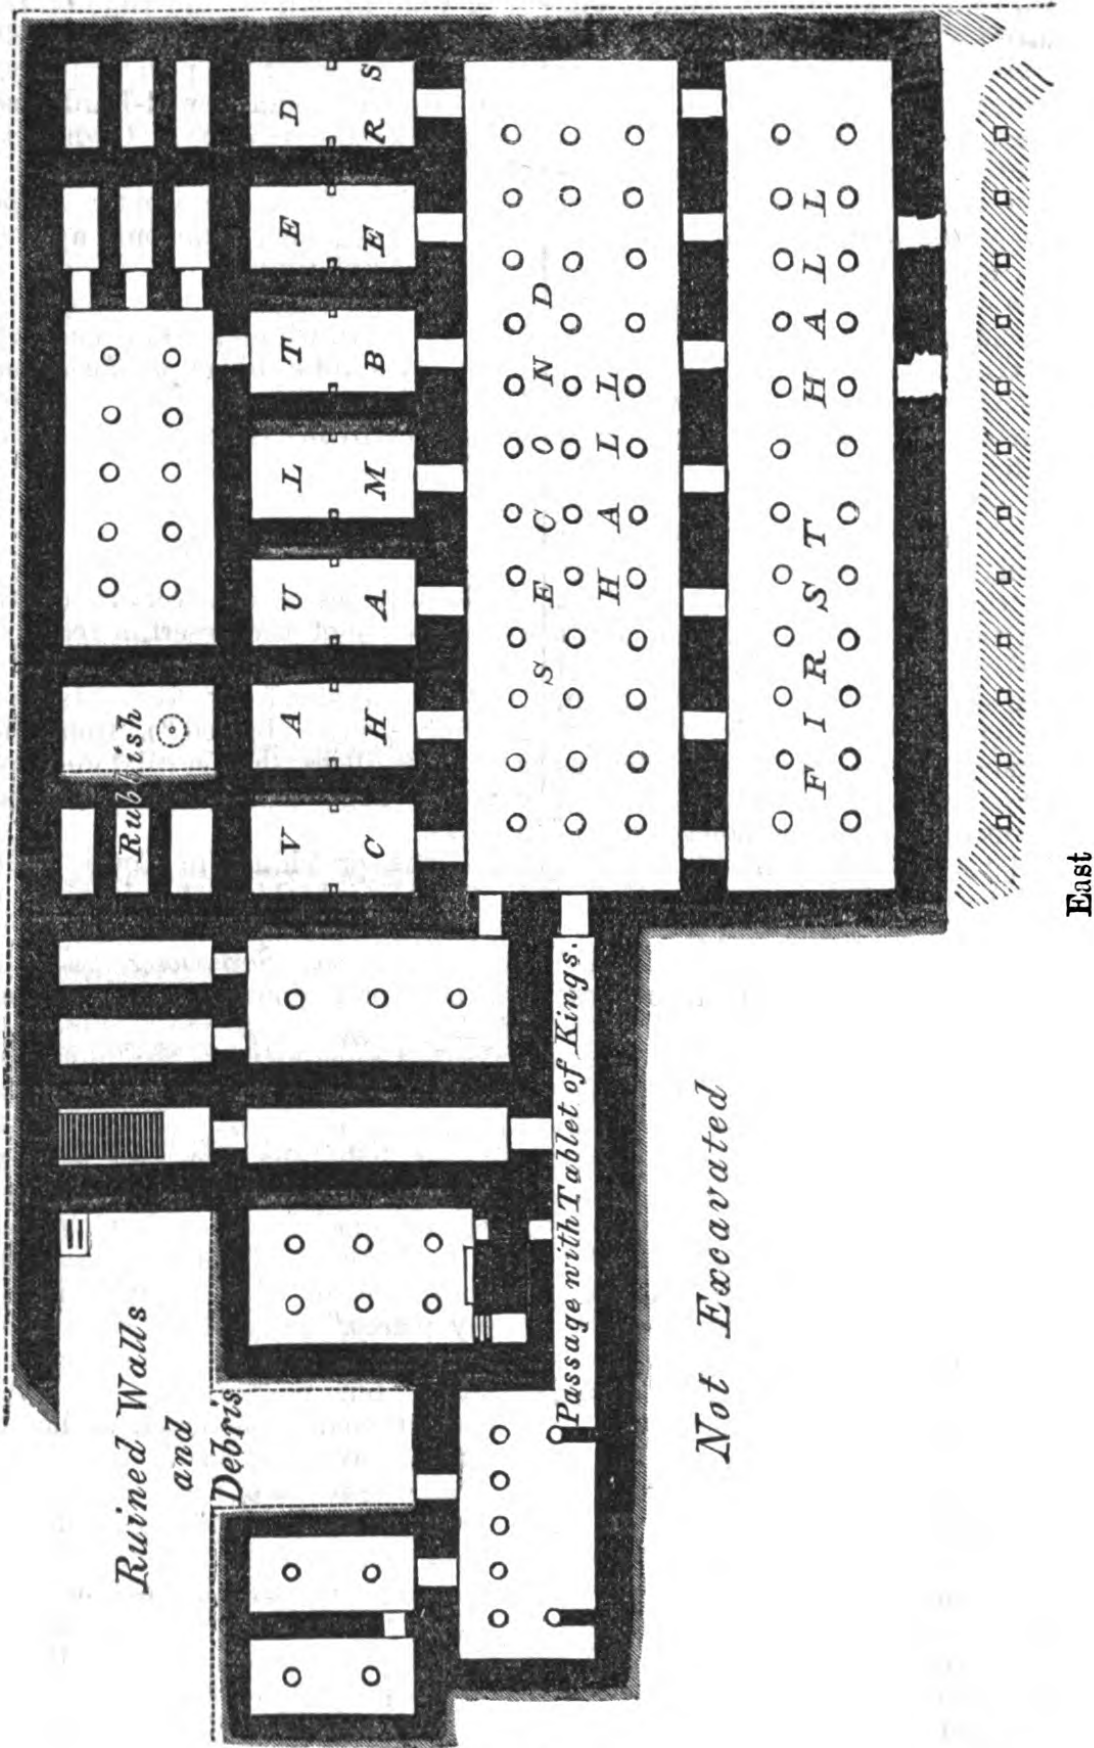 VAULTED
CHAMBERS
SECOND
HALL
FIRST HALL
Rubbish
Passage with Tablet of Kings.
Ruined Walls
and
Debris
Not Excavated
East